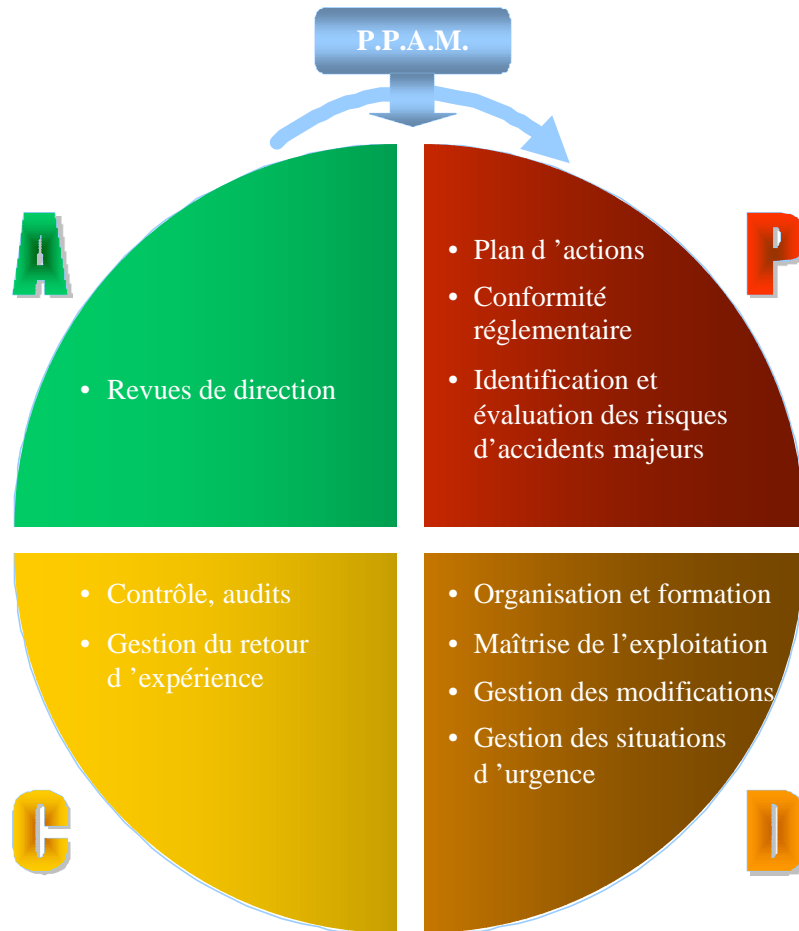 P.P.A.M.
A
P
• Revues de direction
• Plan d ’actions
• Conformité
réglementaire
• Identification et
évaluation des risques
d’accidents majeurs
• Contrôle, audits
• Gestion du retour
d ’expérience
• Organisation et formation
• Maîtrise de l’exploitation
• Gestion des modifications
• Gestion des situations
d ’urgence
C
D